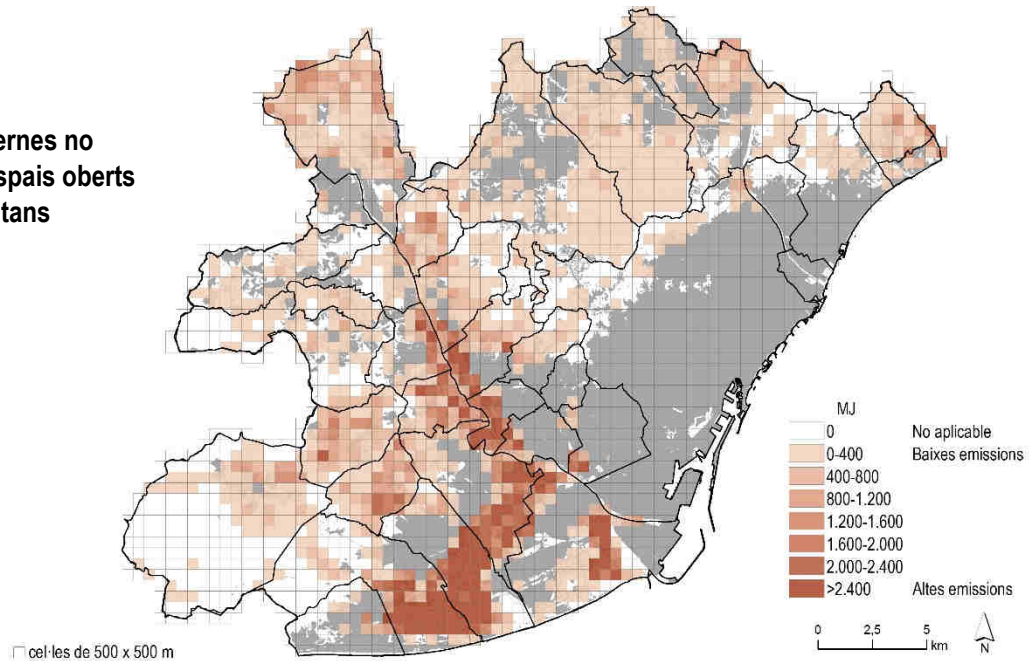 ernes no
spais oberts
tans
MJ
0 No aplicable
0-400 Baixes emissions
400-800
800-1.200
1.200-1.600
1.600-2.000
2.000-2.400
>2.400 Altes emissions
0 2,5 5
km
N
cel·les de 500 x 500 m